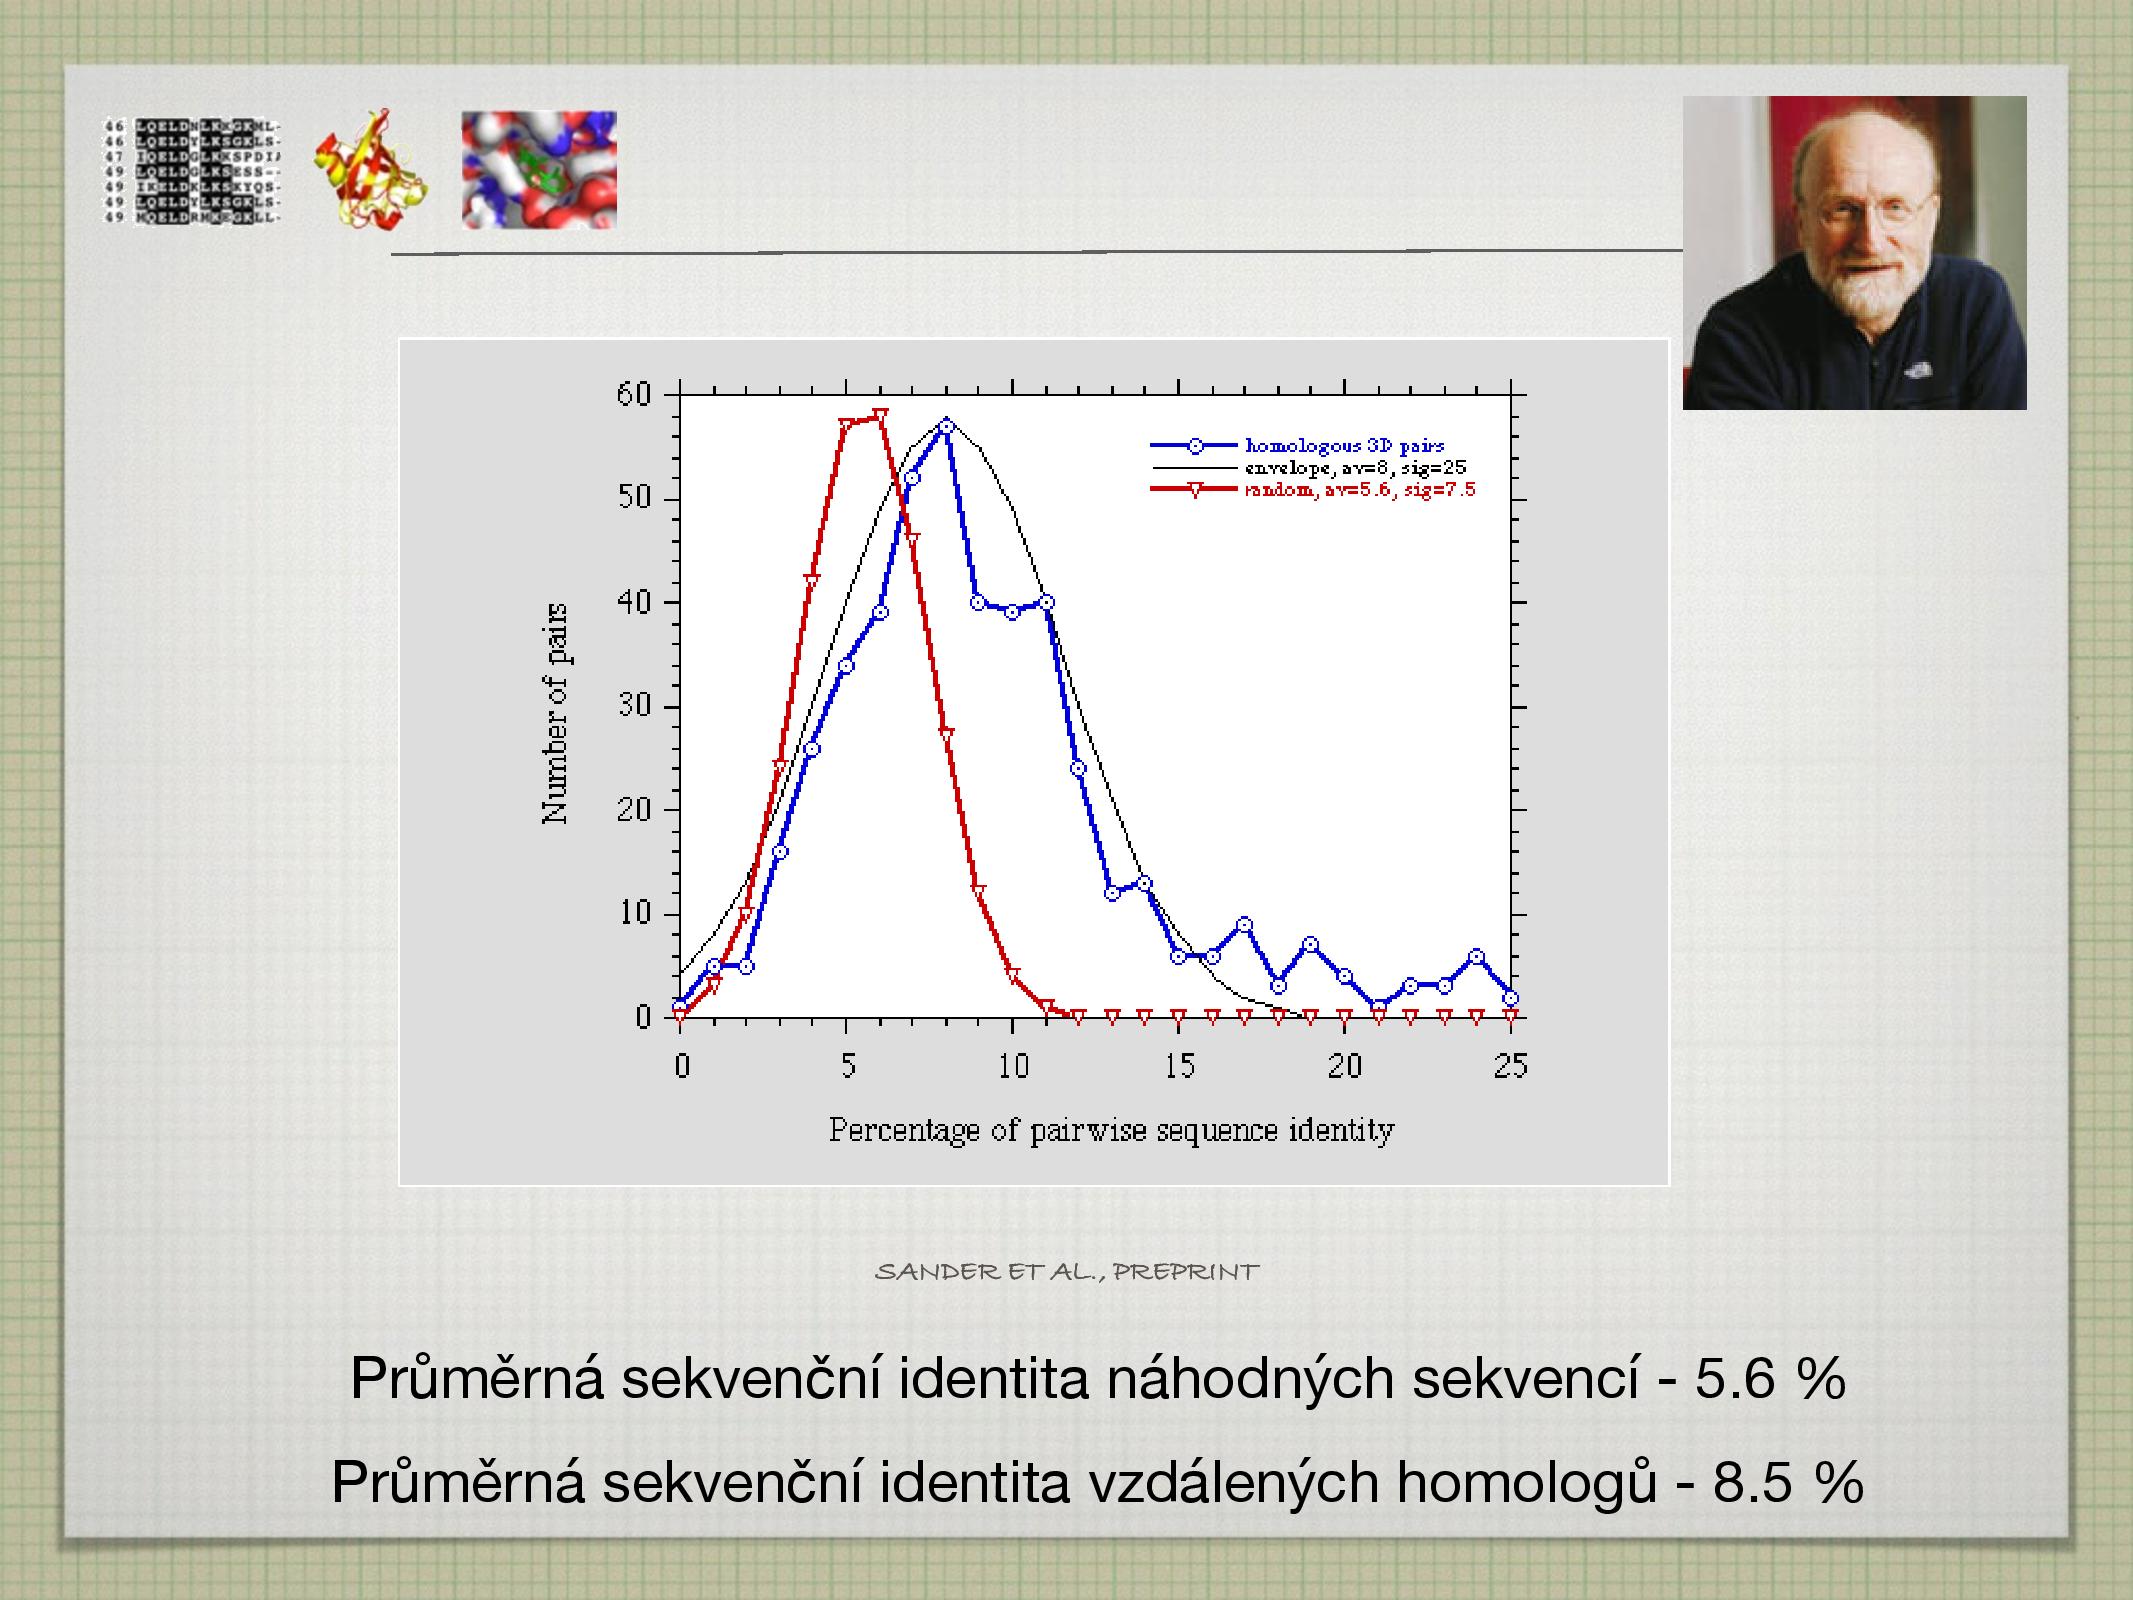 46 LQELDNLKKGKML-
46 LQELDYLKSGKLS-
47 IQELDGLKKSPDI
49 LQELDGLKSESS--
49 IKELDKLKSKYQS-
49 LQELDYLKSGKLS-
49 MQELDRMKEGKLL-
60
50
40
30
20
10
0
Number of pairs
homologous 3D pairs
envelope, av=8, sig=25
random, av=5.6, sig=7.5
0 5 10 15 20 25
Percentage of pairwise sequence identity
SANDER ET AL., PREPRINT
Průměrná sekvenční identita náhodných sekvencí - 5.6 %
Průměrná sekvenční identita vzdálených homologů - 8.5 %